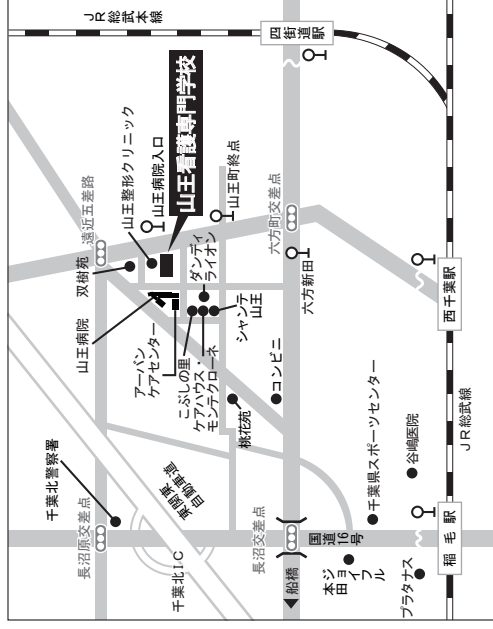 JR総武本線
四街道駅
山王看護専門学校
山王整形クリニック
山王病院入口
山王町終点
遠近五差路
双樹苑
六方町交差点
ダンディ
ライオン
六方新田
西千葉駅
山王病院
アーバン
ケアセンター
こぶしの里
ケアハウス・
モンテクローネ
シャンテ
山王
コンビニ
桃花苑
千葉北警察署
東関東
自動車道
長沼原交差点
千葉北I.C
長沼交差点
国道16号
船橋
千葉県スポーツセンター
谷嶋医院
JR総武線
ジョイフル
本田
プラタナス
稲毛駅